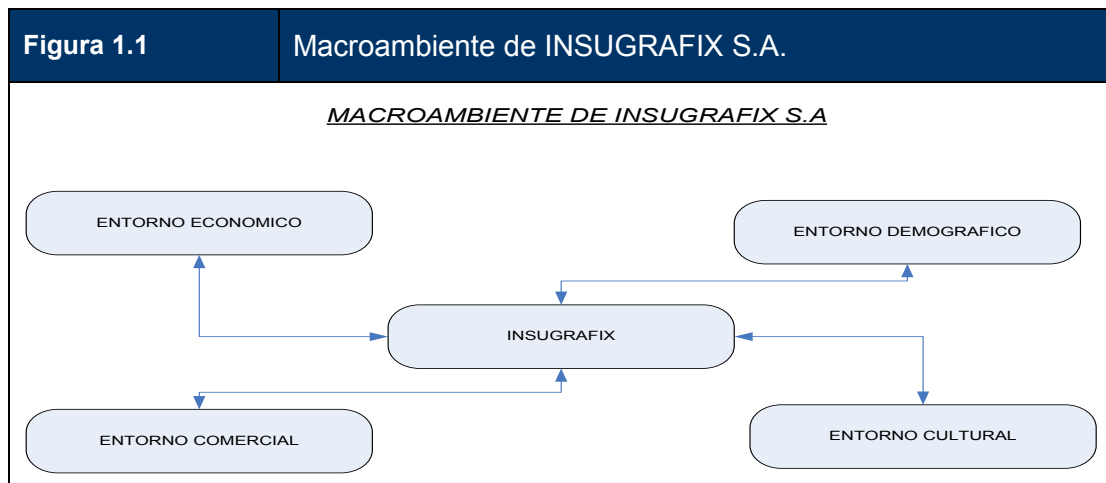 Figura 1.1
Macroambiente de INSUGRAFIX S.A.
MACROAMBIENTE DE INSUGRAFIX S.A
ENTORNO ECONOMICO
ENTORNO DEMOGRAFICO
INSUGRAFIX
ENTORNO COMERCIAL
ENTORNO CULTURAL